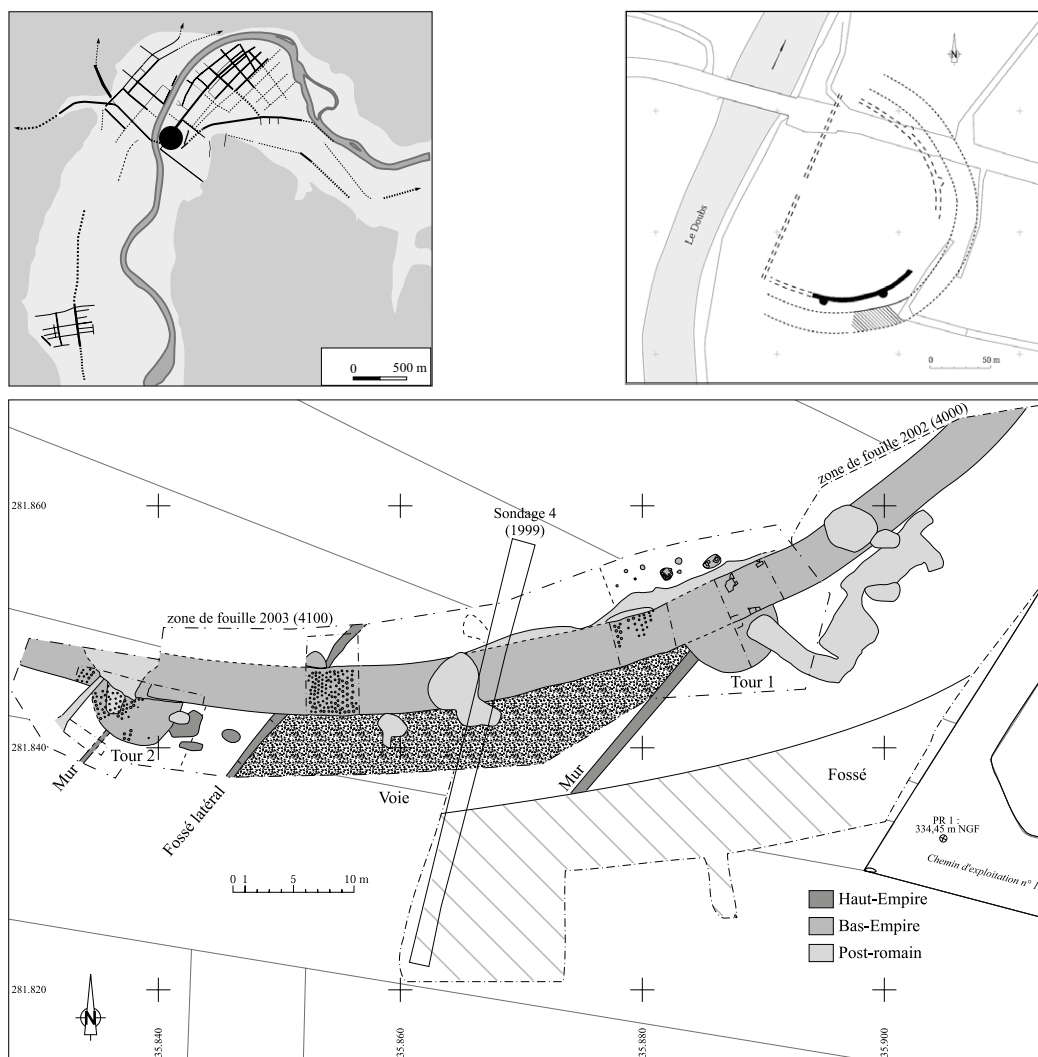 0 500 m
N
Le Doubs
0 50 m
zone de fouille 2002 (4000)
281.860
Sondage 4
(1999)
zone de fouille 2003 (4100)
Tour 1
281.840
Tour 2
Mur
Fossé latéral
Voie
Mur
Fossé
PR 1 :
334,45 m NGF
Chemin d'exploitation n° 1
0 1 5 10 m
Haut-Empire
Bas-Empire
Post-romain
281.820
N
35.840
35.860
35.880
35.900